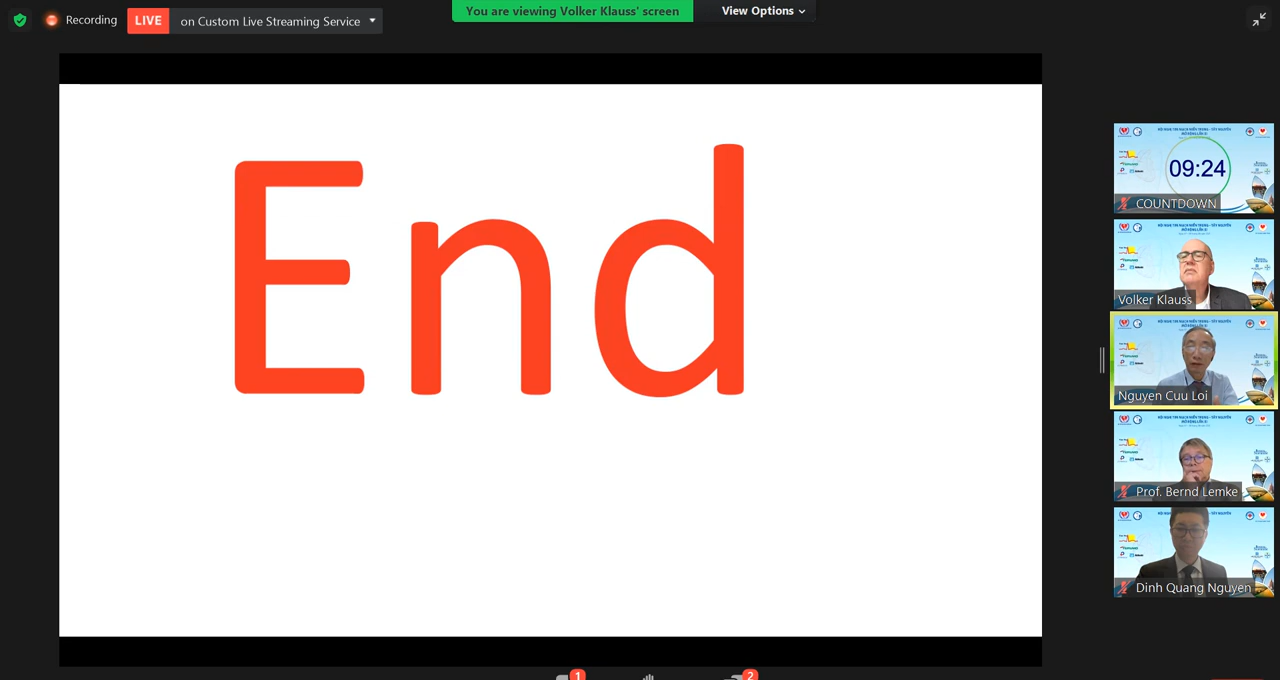 Recording
LIVE
on Custom Live Streaming Service
You are viewing Volker Klauss' screen
View Options
End
09:24
COUNTDOWN
Volker Klauss
Nguyen Cuu Loi
Prof. Bernd Lemke
Dinh Quang Nguyen
1
2